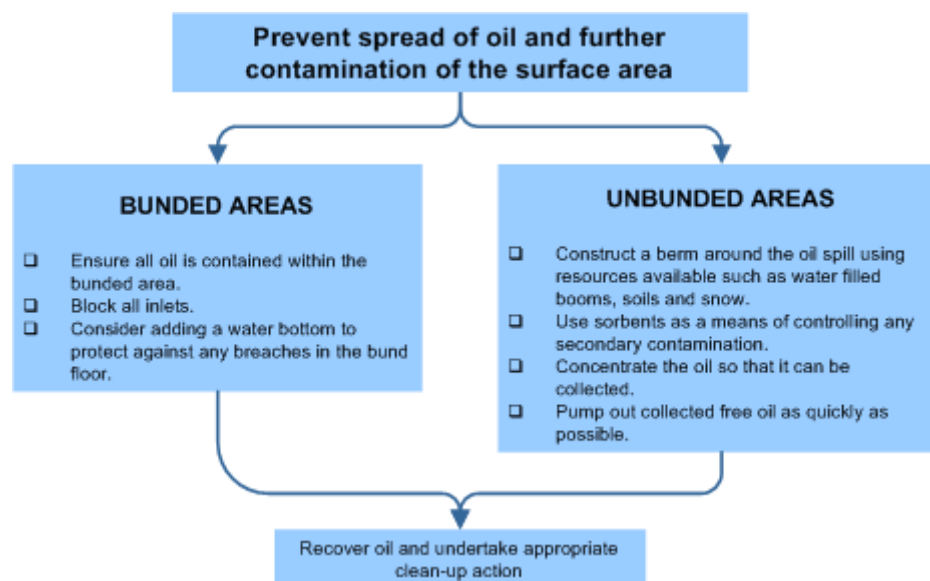 Prevent spread of oil and further
contamination of the surface area
BUNDED AREAS
❑ Ensure all oil is contained within the
bunded area.
❑ Block all inlets.
❑ Consider adding a water bottom to
protect against any breaches in the bund
floor.
UNBUNDED AREAS
❑ Construct a berm around the oil spill using
resources available such as water filled
booms, soils and snow.
❑ Use sorbents as a means of controlling any
secondary contamination.
❑ Concentrate the oil so that it can be
collected.
❑ Pump out collected free oil as quickly as
possible.
Recover oil and undertake appropriate
clean-up action